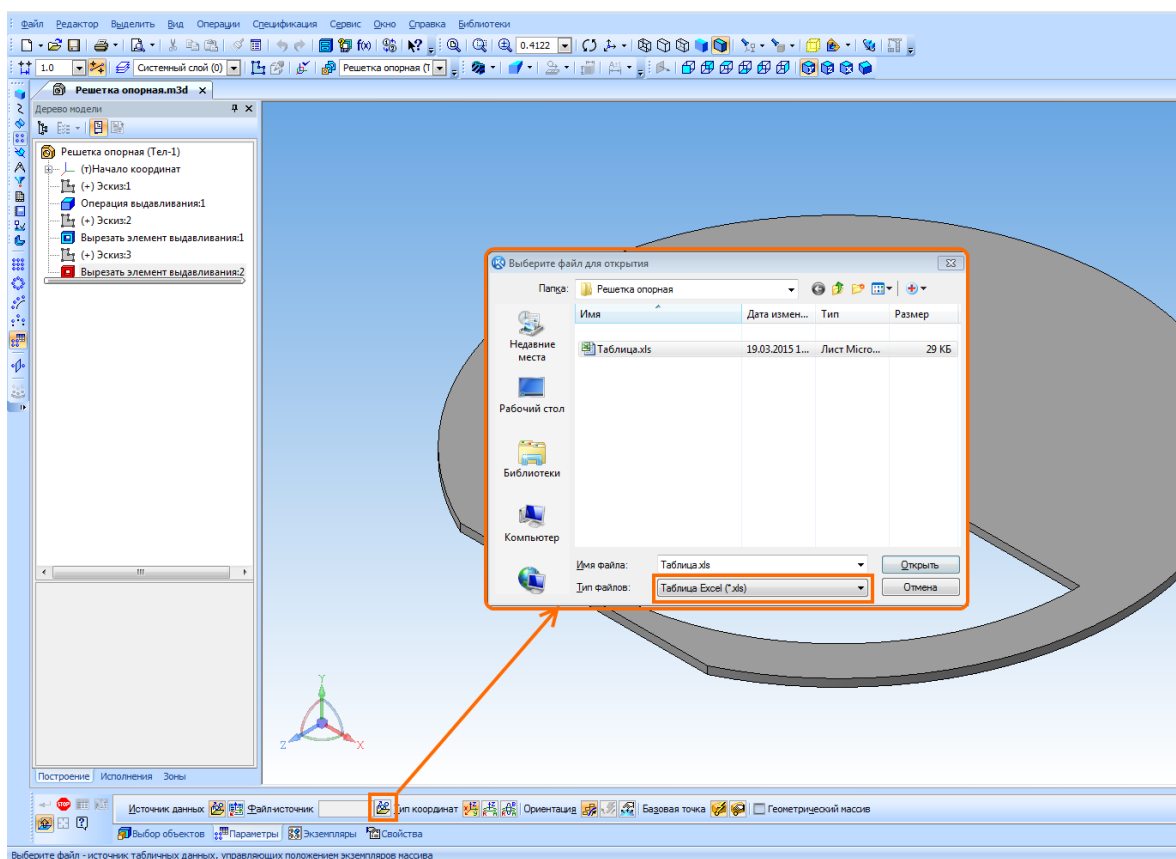 Файл Редактор Выделить Вид Операции Спецификация Сервис Окно Справка Библиотеки
0.4122
1.0 Системный слой (0) Решетка опорная (Т
Решетка опорная.m3d x
Дерево модели
Решетка опорная (Тел-1)
(т)Начало координат
(+) Эскиз:1
Операция выдавливания:1
(+) Эскиз:2
Вырезать элемент выдавливания:1
(+) Эскиз:3
Вырезать элемент выдавливания:2
Построение Исполнения Зоны
Выберите файл для открытия
Папка: Решетка опорная
Имя Дата измен... Тип Размер
Таблица.xls 19.03.2015 1... Лист Micro... 29 КБ
Недавние места
Рабочий стол
Библиотеки
Компьютер
Имя файла: Таблица.xls Открыть
Тип файлов: Таблица Excel (*.xls) Отмена
Y
Z X
STOP Источник данных Файл-источник Тип координат Ориентация Базовая точка Геометрический массив
Выбор объектов Параметры Экземпляры Свойства
Выберите файл - источник табличных данных, управляющих положением экземпляров массива